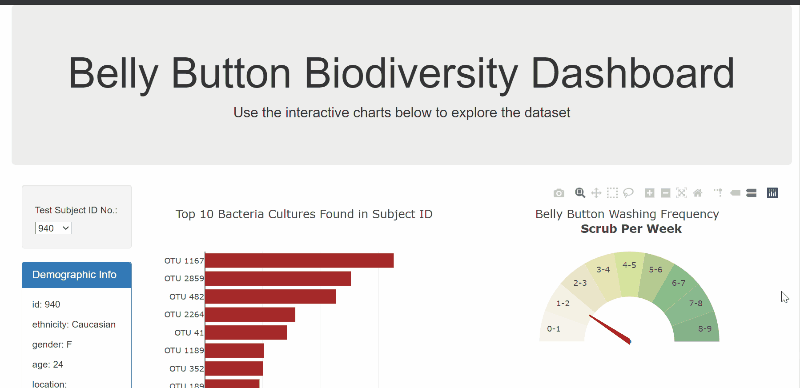 Belly Button Biodiversity Dashboard
Use the interactive charts below to explore the dataset
Test Subject ID No.:
940
Demographic Info
id: 940
ethnicity: Caucasian
gender: F
age: 24
location:
Top 10 Bacteria Cultures Found in Subject ID
OTU 1167
OTU 2859
OTU 482
OTU 2264
OTU 41
OTU 1189
OTU 352
OTU 189
Belly Button Washing Frequency
Scrub Per Week
0-1
1-2
2-3
3-4
4-5
5-6
6-7
7-8
8-9